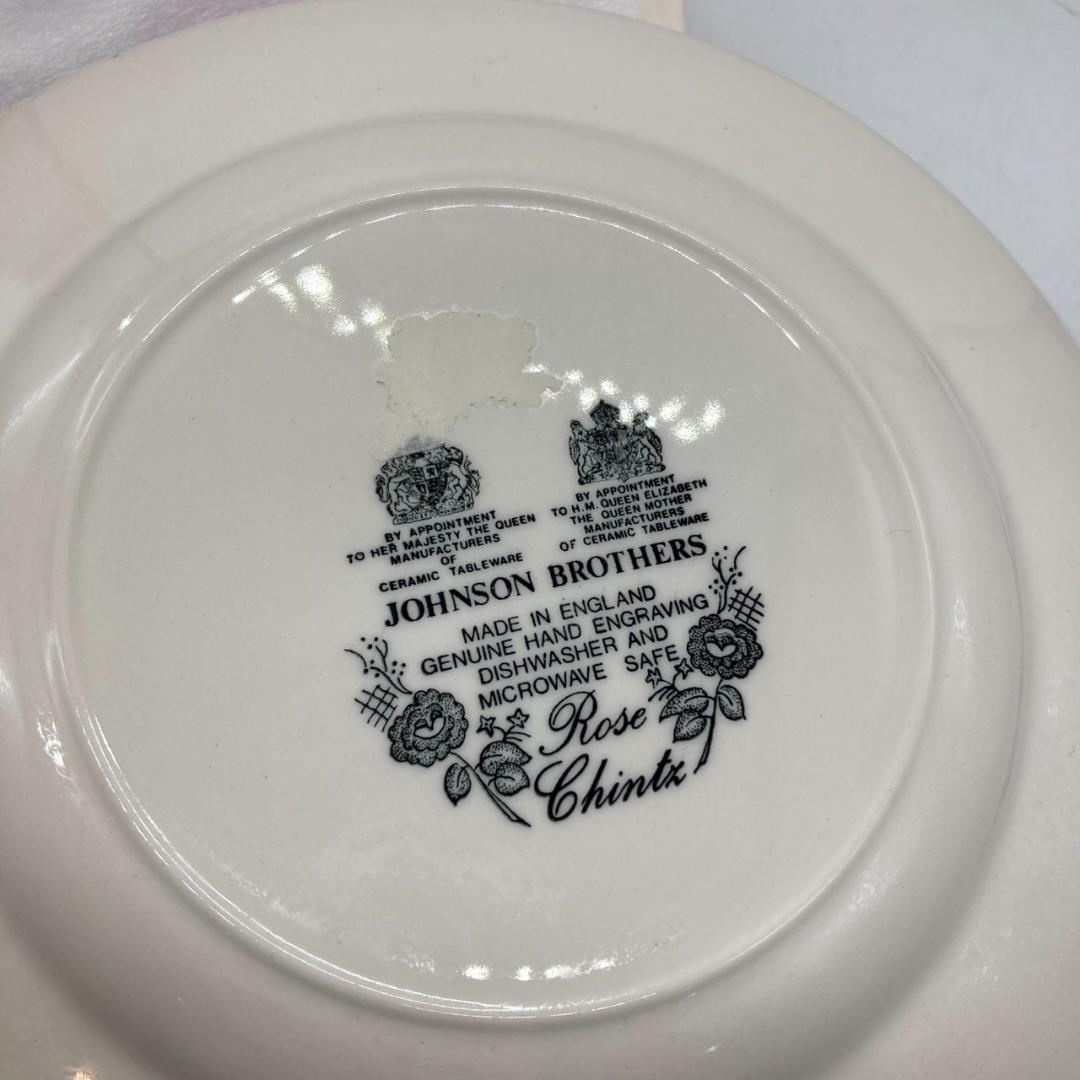 BY APPOINTMENT
TO HER MAJESTY THE QUEEN
MANUFACTURERS
OF
CERAMIC TABLEWARE
BY APPOINTMENT
TO H.M. QUEEN ELIZABETH
THE QUEEN MOTHER
MANUFACTURERS
OF CERAMIC TABLEWARE
JOHNSON BROTHERS
MADE IN ENGLAND
GENUINE HAND ENGRAVING
DISHWASHER AND
MICROWAVE SAFE
Rose
Chintz